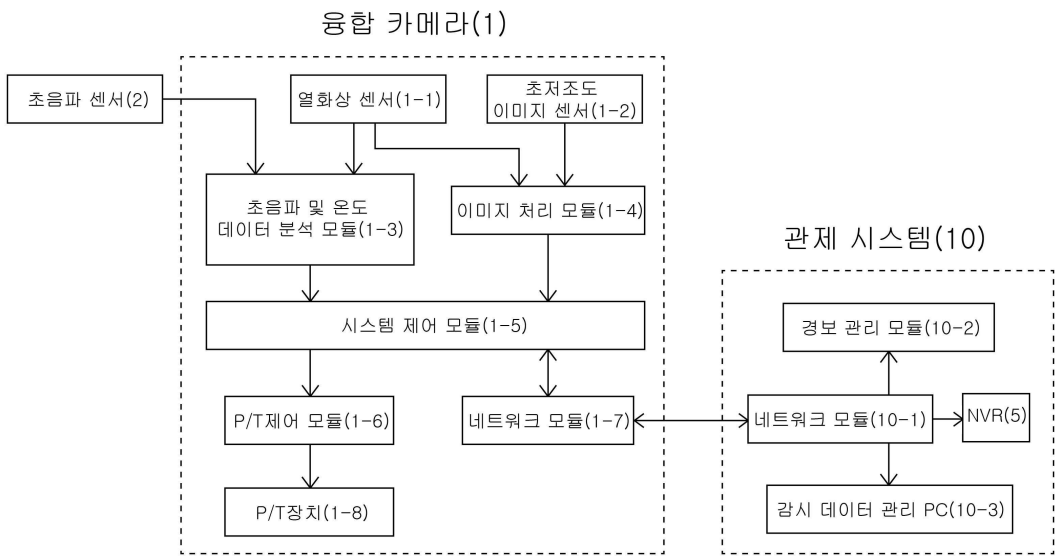 융합 카메라(1)
초음파 센서(2)
열화상 센서(1-1)
초저조도
이미지 센서(1-2)
초음파 및 온도
데이터 분석 모듈(1-3)
이미지 처리 모듈(1-4)
관제 시스템(10)
시스템 제어 모듈(1-5)
경보 관리 모듈(10-2)
P/T제어 모듈(1-6)
네트워크 모듈(1-7)
네트워크 모듈(10-1)
NVR(5)
P/T장치(1-8)
감시 데이터 관리 PC(10-3)